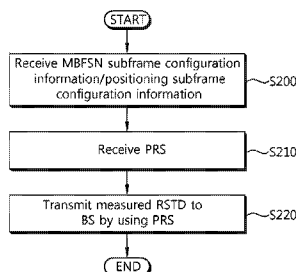 START
Receive MBFSN subframe configuration
information/positioning subframe
configuration information
S200
Receive PRS
S210
Transmit measured RSTD to
BS by using PRS
S220
END